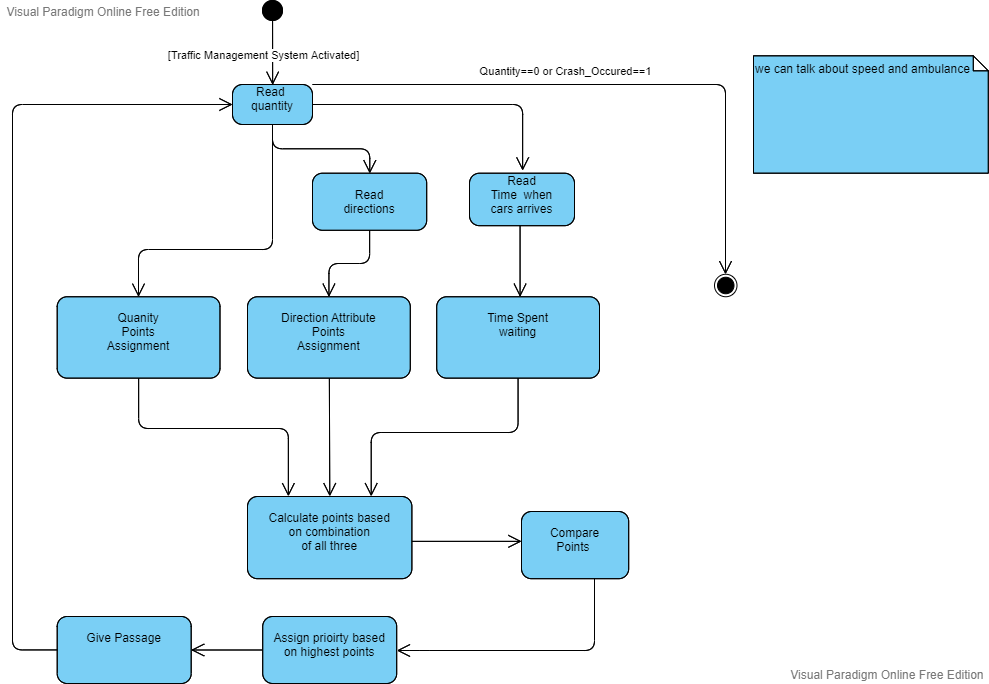 Visual Paradigm Online Free Edition
[Traffic Management System Activated]
Quantity==0 or Crash_Occured==1
we can talk about speed and ambulance
Read
quantity
Read
directions
Read
Time when
cars arrives
Quanity
Points
Assignment
Direction Attribute
Points
Assignment
Time Spent
waiting
Calculate points based
on combination
of all three
Compare
Points
Give Passage
Assign prioirty based
on highest points
Visual Paradigm Online Free Edition